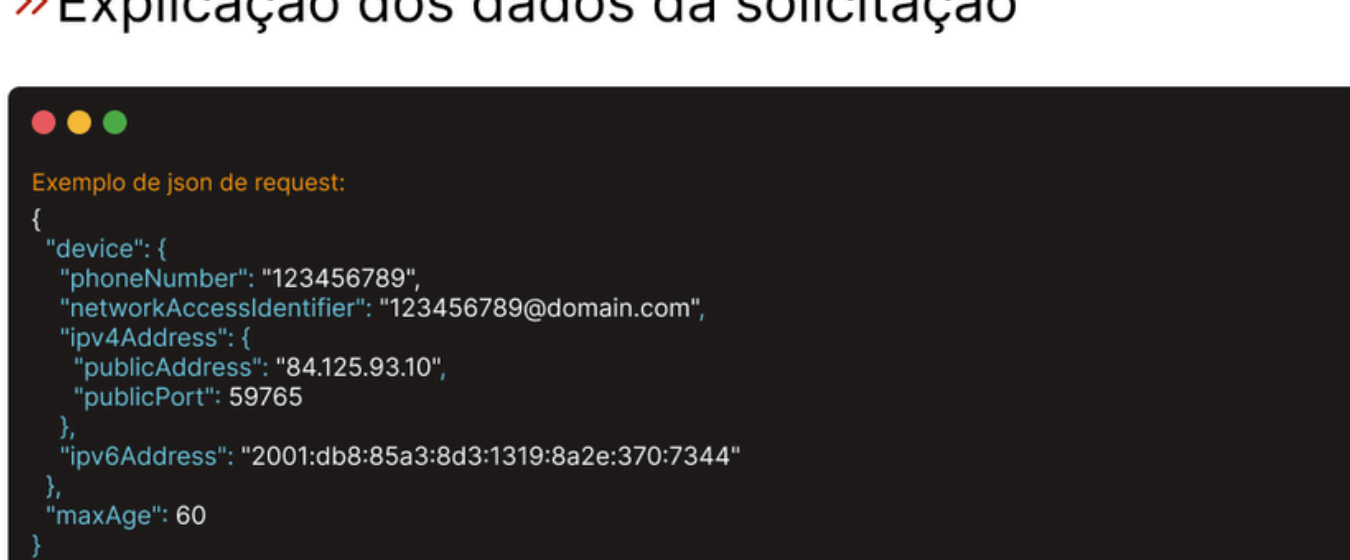 »Explicação dos dados da solicitação
Exemplo de json de request:
{
"device": {
"phoneNumber": "123456789",
"networkAccessIdentifier": "123456789@domain.com",
"ipv4Address": {
"publicAddress": "84.125.93.10",
"publicPort": 59765
},
"ipv6Address": "2001:db8:85a3:8d3:1319:8a2e:370:7344"
},
"maxAge": 60
}